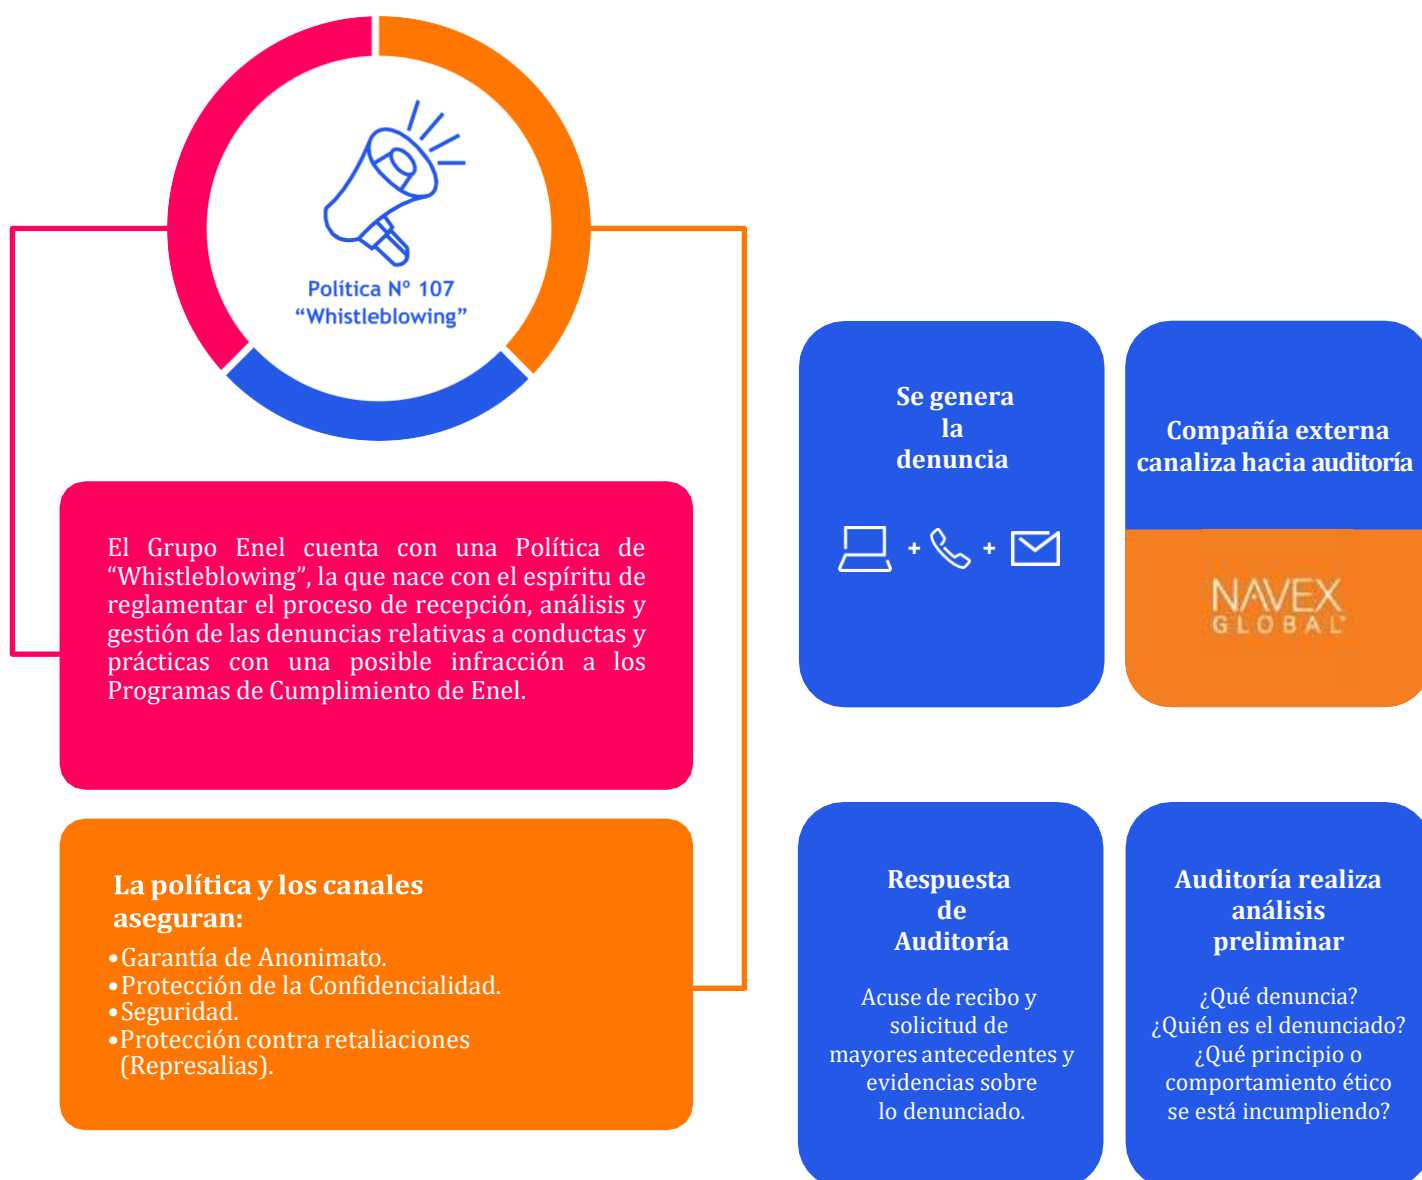 Política Nº 107
“Whistleblowing”
El Grupo Enel cuenta con una Política de
“Whistleblowing”, la que nace con el espíritu de
reglamentar el proceso de recepción, análisis y
gestión de las denuncias relativas a conductas y
prácticas con una posible infracción a los
Programas de Cumplimiento de Enel.
La política y los canales
aseguran:
•Garantía de Anonimato.
•Protección de la Confidencialidad.
•Seguridad.
•Protección contra retaliaciones
(Represalias).
Se genera
la
denuncia
+ +
Compañía externa
canaliza hacia auditoría
NAVEX
GLOBAL
Respuesta
de
Auditoría
Acuse de recibo y
solicitud de
mayores antecedentes y
evidencias sobre
lo denunciado.
Auditoría realiza
análisis
preliminar
¿Qué denuncia?
¿Quién es el denunciado?
¿Qué principio o
comportamiento ético
se está incumpliendo?